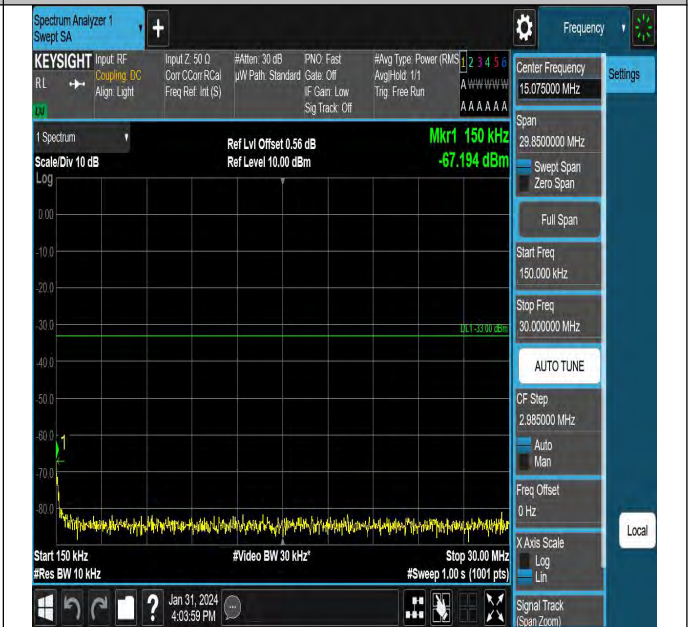 Spectrum Analyzer 1
Swept SA
+
Frequency
KEYSIGHT
RL
Input: RF
Coupling: DC
Align: Light
Input Z: 50 Ω
Corr CCorr RCal
Freq Ref: Int (S)
#Atten: 30 dB
µW Path: Standard
PNO: Fast
Gate: Off
IF Gain: Low
Sig Track: Off
#Avg Type: Power (RMS
Avg|Hold: 1/1
Trig: Free Run
1 2 3 4 5 6
A W W W W W
A A A A A A
1 Spectrum
Scale/Div 10 dB
Log
Ref Lvl Offset 0.56 dB
Ref Level 10.00 dBm
Mkr1 150 kHz
-67.194 dBm
0.00
-10.0
-20.0
-30.0
DL1 -33.00 dBm
-40.0
-50.0
-60.0
1
-70.0
-80.0
Start 150 kHz
#Res BW 10 kHz
#Video BW 30 kHz*
Stop 30.00 MHz
#Sweep 1.00 s (1001 pts)
?
Jan 31, 2024
4:03:59 PM
Center Frequency
15.075000 MHz
Settings
Span
29.8500000 MHz
Swept Span
Zero Span
Full Span
Start Freq
150.000 kHz
Stop Freq
30.000000 MHz
AUTO TUNE
CF Step
2.985000 MHz
Auto
Man
Freq Offset
0 Hz
Local
X Axis Scale
Log
Lin
Signal Track
(Span Zoom)